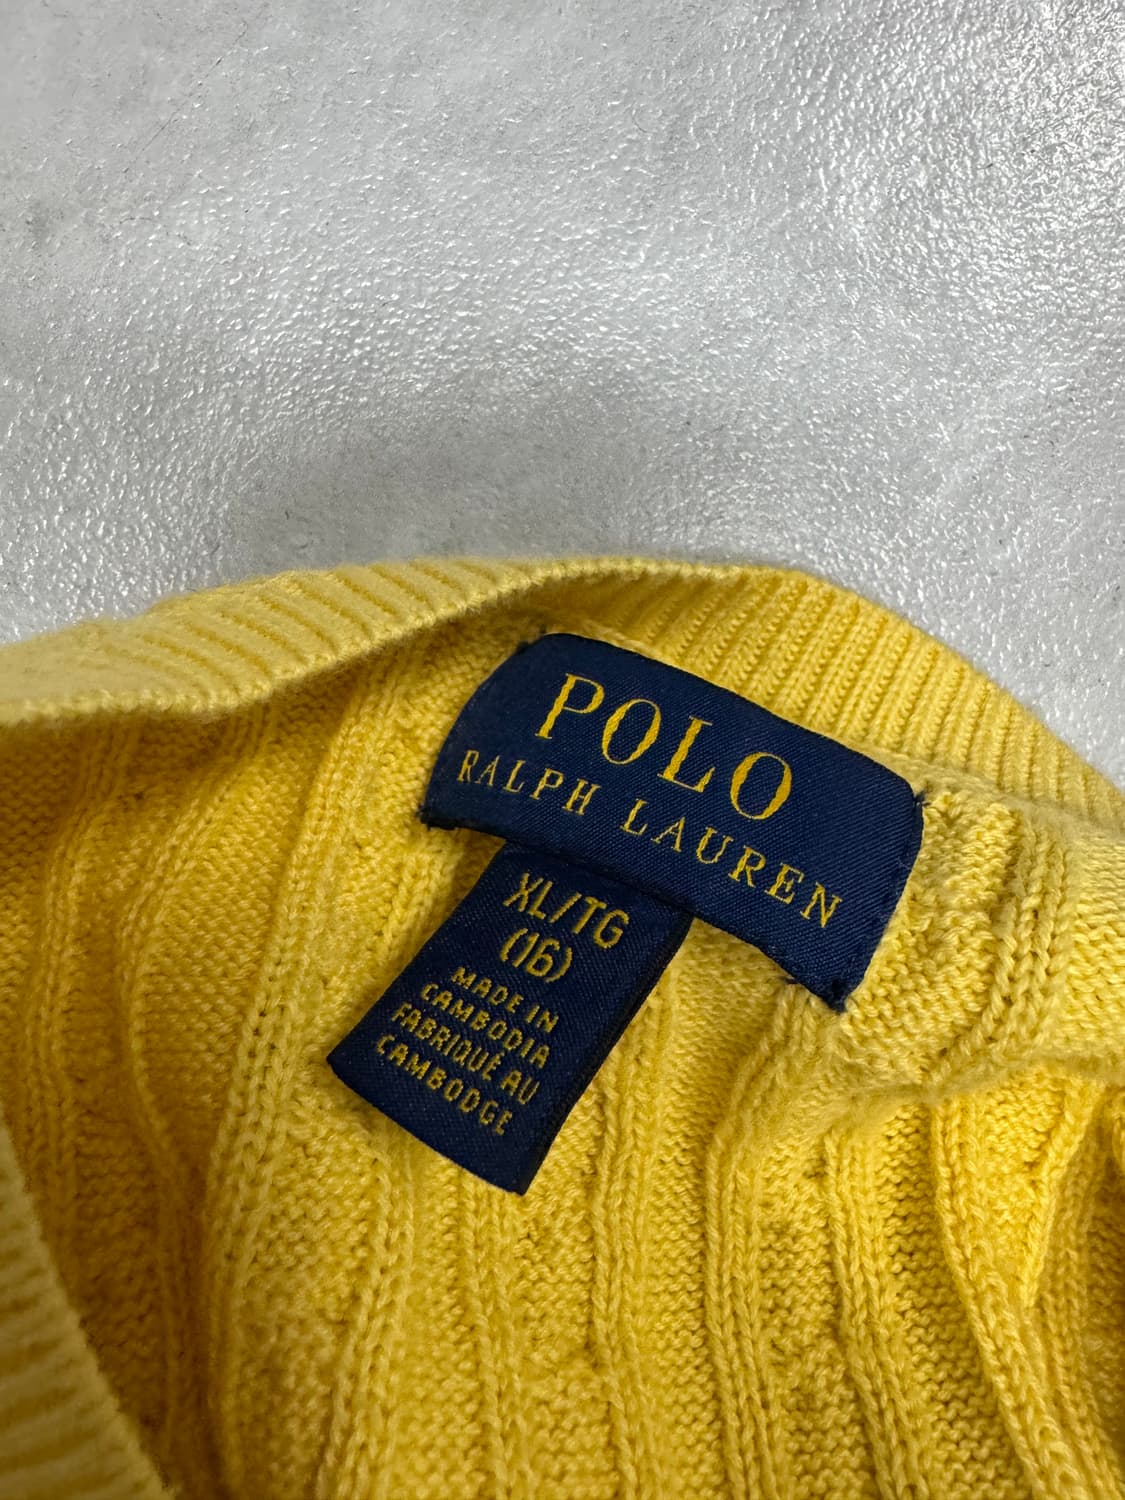 POLO
RALPH LAUREN
XL/TG
(16)
MADE IN
CAMBODIA
FABRIQUÉ AU
CAMBODGE